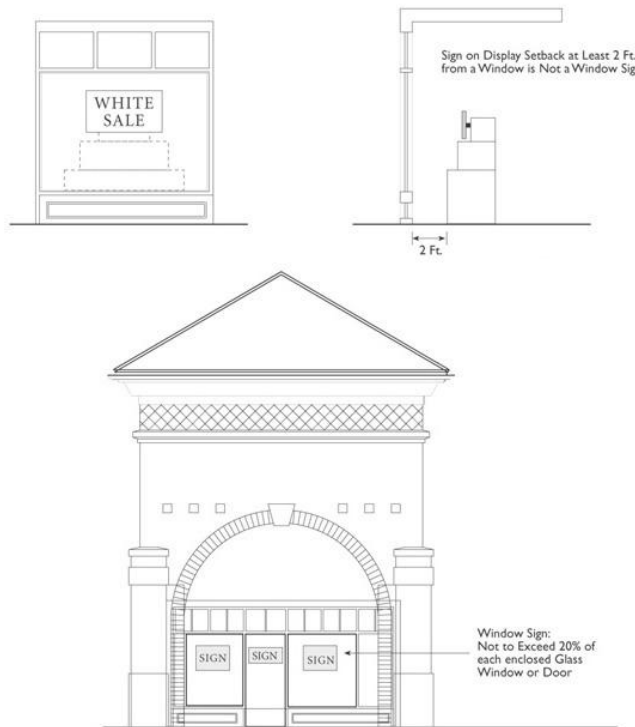 WHITE
SALE
Sign on Display Setback at Least 2 Ft.
from a Window is Not a Window Sig
2 Ft.
SIGN
SIGN
SIGN
Window Sign:
Not to Exceed 20% of
each enclosed Glass
Window or Door